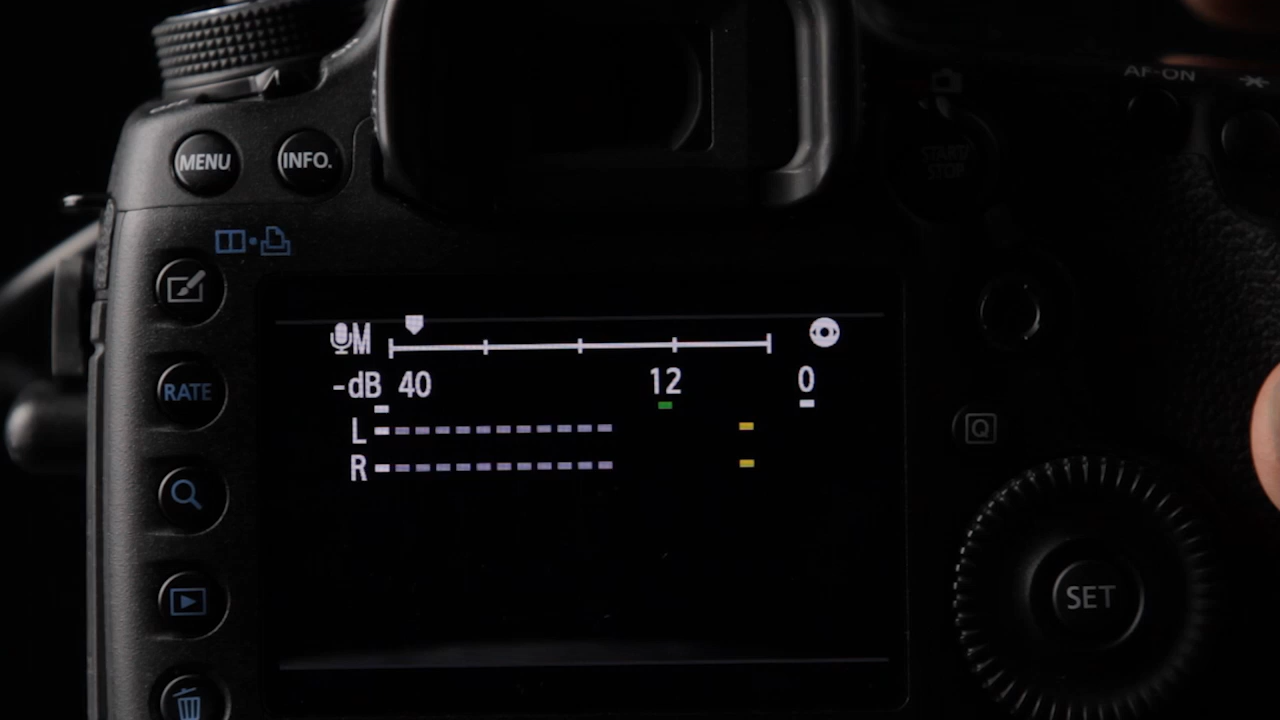 AF-ON
MENU
INFO.
START/
STOP
M
-dB 40 12 0
L
R
RATE
Q
SET